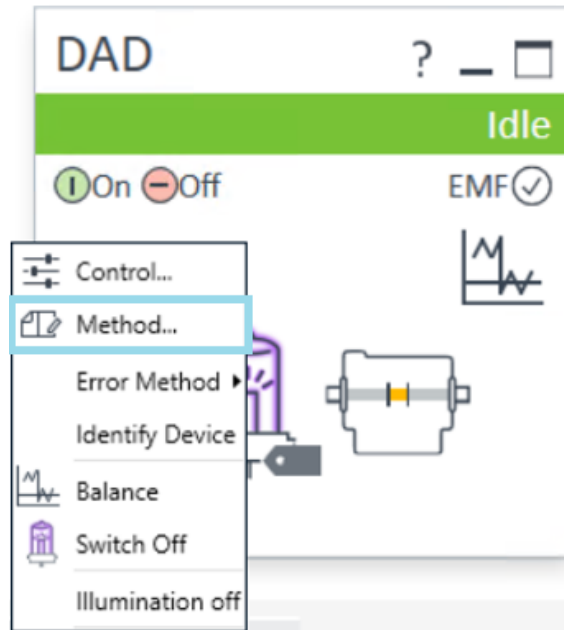 DAD ?
Idle
On Off EMF
Control...
Method...
Error Method
Identify Device
Balance
Switch Off
Illumination off